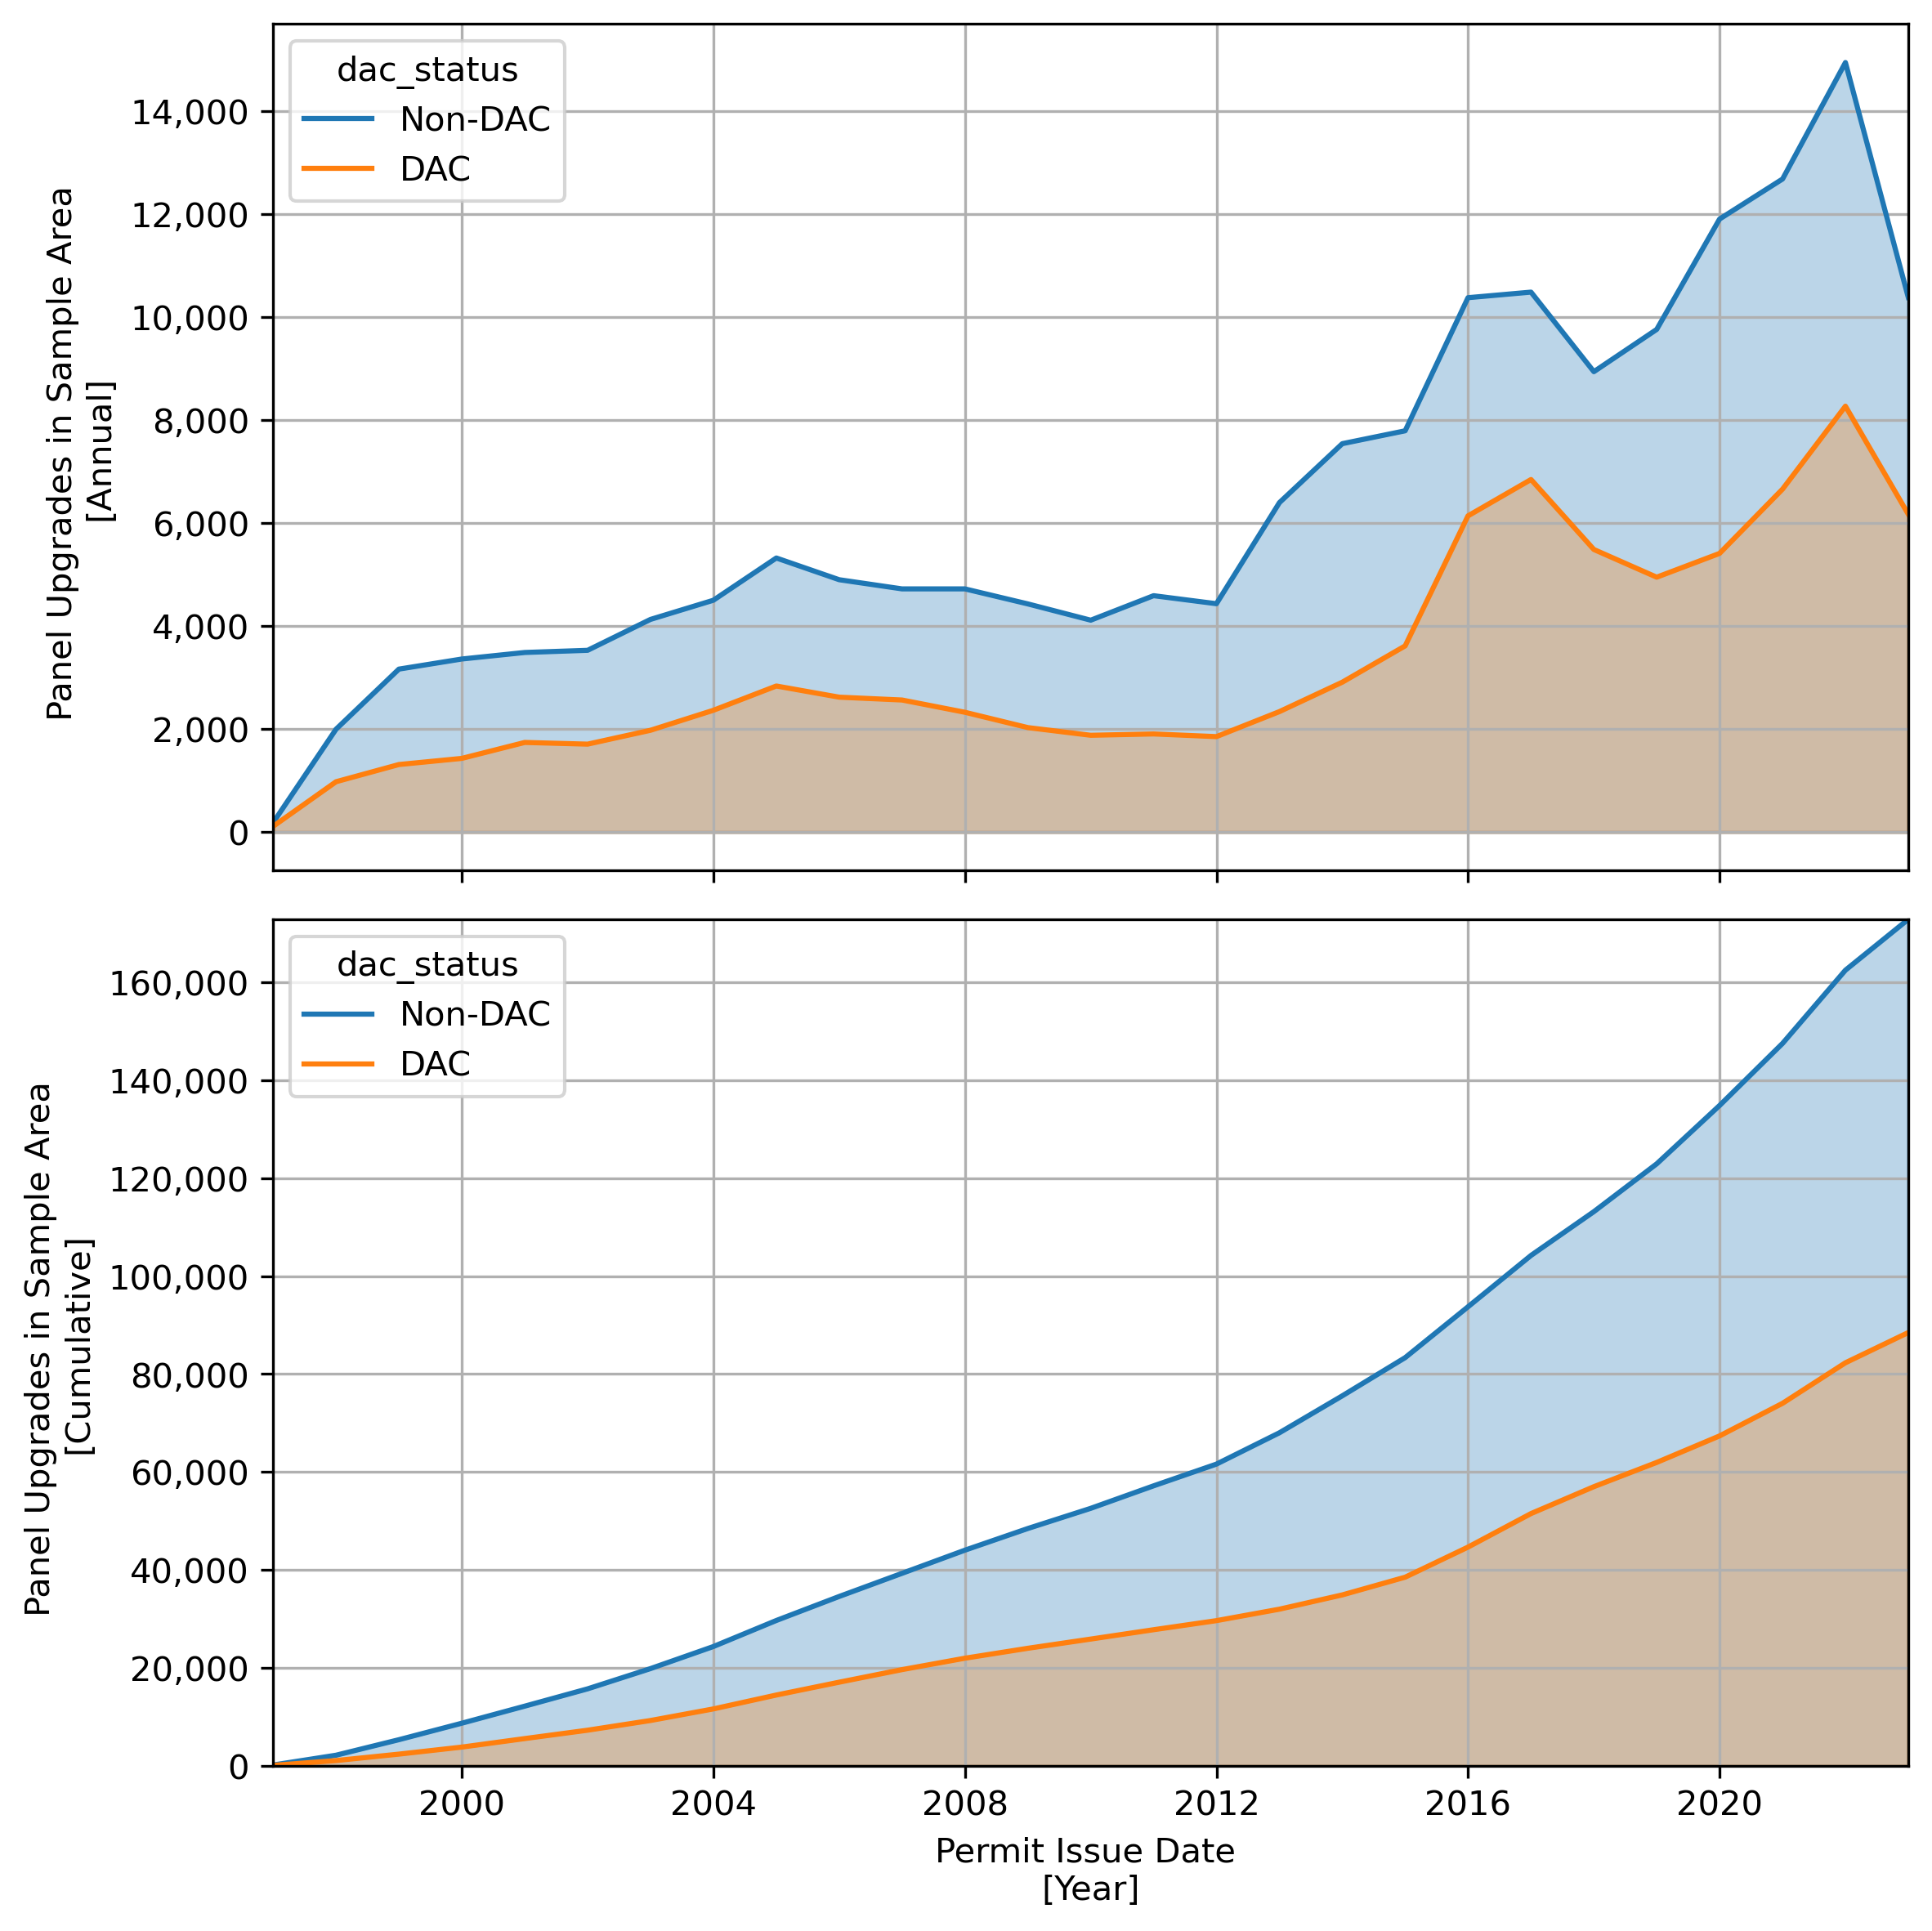 dac_status
Non-DAC
DAC
14,000
12,000
10,000
8,000
6,000
4,000
2,000
0
Panel Upgrades in Sample Area
[Annual]
dac_status
Non-DAC
DAC
160,000
140,000
120,000
100,000
80,000
60,000
40,000
20,000
0
Panel Upgrades in Sample Area
[Cumulative]
2000 2004 2008 2012 2016 2020
Permit Issue Date
[Year]